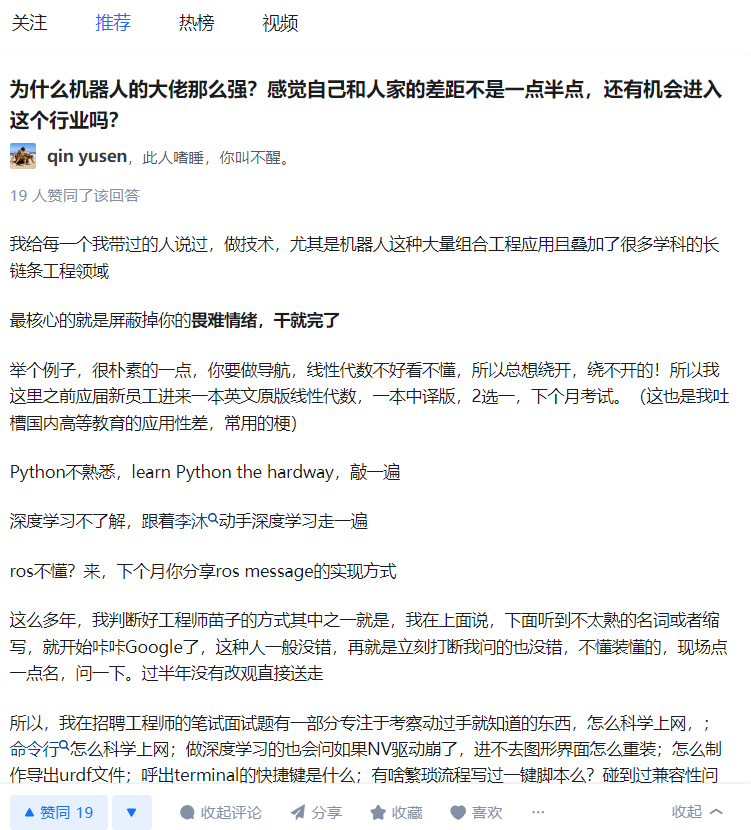 关注 推荐 热榜 视频
为什么机器人的大佬那么强？感觉自己和人家的差距不是一点半点，还有机会进入
这个行业吗？
qin yusen，此人嗜睡，你叫不醒。
19 人赞同了该回答
我给每一个我带过的人说过，做技术，尤其是机器人这种大量组合工程应用且叠加了很多学科的长
链条工程领域
最核心的就是屏蔽掉你的畏难情绪，干就完了
举个例子，很朴素的一点，你要做导航，线性代数不好看不懂，所以总想绕开，绕不开的！所以我
这里之前应届新员工进来一本英文原版线性代数，一本中译版，2选一，下个月考试。（这也是我吐
槽国内高等教育的应用性差，常用的梗）
Python不熟悉，learn Python the hardway，敲一遍
深度学习不了解，跟着李沐动手深度学习走一遍
ros不懂？来，下个月你分享ros message的实现方式
这么多年，我判断好工程师苗子的方式其中之一就是，我在上面说，下面听到不太熟的名词或者缩
写，就开始咔咔Google了，这种人一般没错，再就是立刻打断我问的也没错，不懂装懂的，现场点
一点名，问一下。过半年没有改观直接送走
所以，我在招聘工程师的笔试面试题有一部分专注于考察动过手就知道的东西，怎么科学上网，；
命令行怎么科学上网；做深度学习的也会问如果NV驱动崩了，进不去图形界面怎么重装；怎么制
作导出urdf文件；呼出terminal的快捷键是什么；有啥繁琐流程写过一键脚本么？碰到过兼容性问
赞同 19 收起评论 分享 收藏 喜欢 ··· 收起